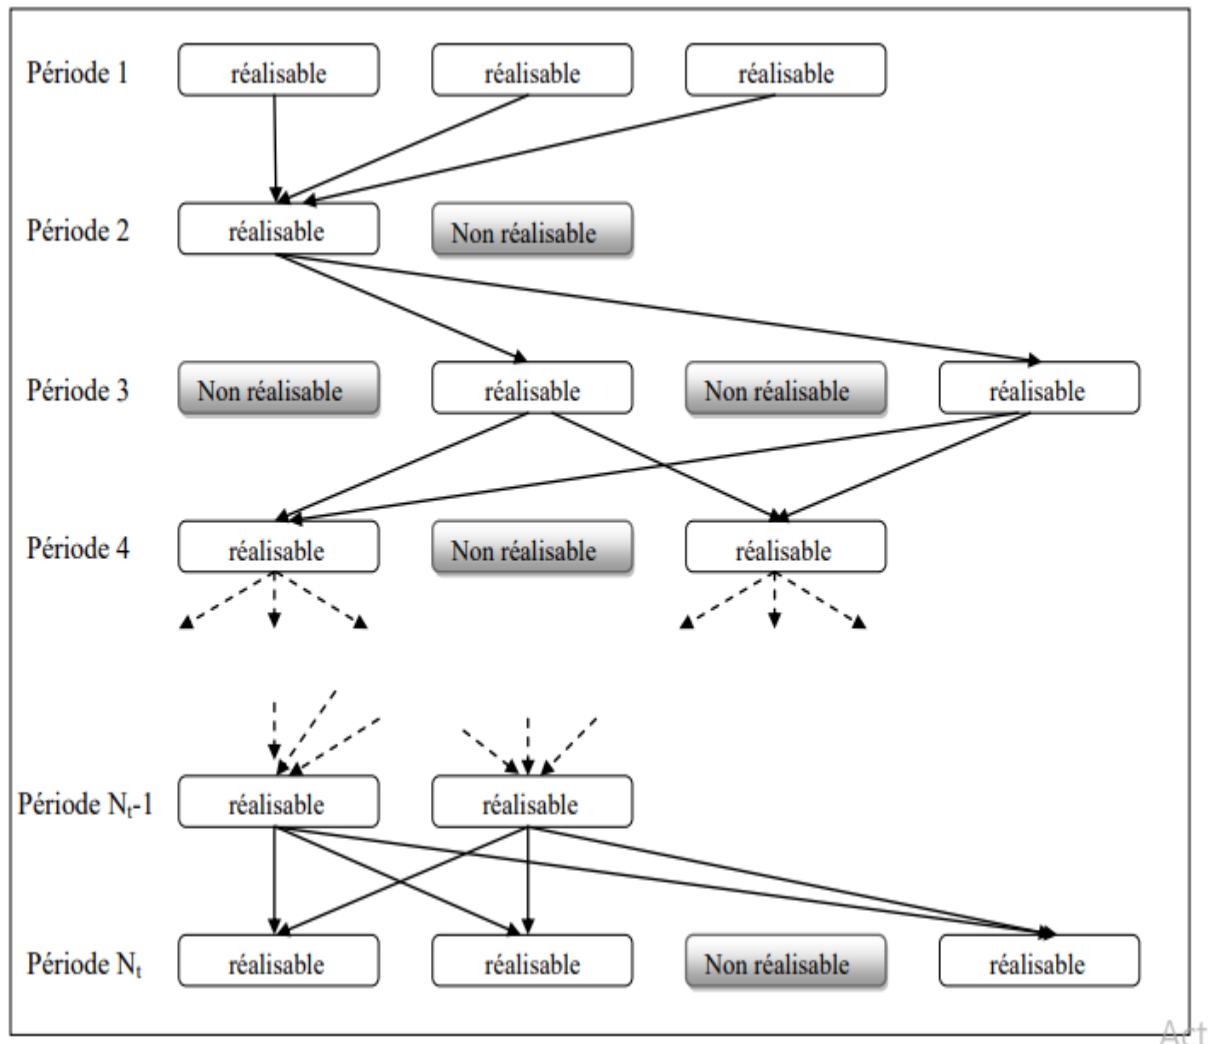 Période 1 réalisable réalisable réalisable
Période 2 réalisable Non réalisable
Période 3 Non réalisable réalisable Non réalisable réalisable
Période 4 réalisable Non réalisable réalisable
Période Nt-1 réalisable réalisable
Période Nt réalisable réalisable Non réalisable réalisable
Act